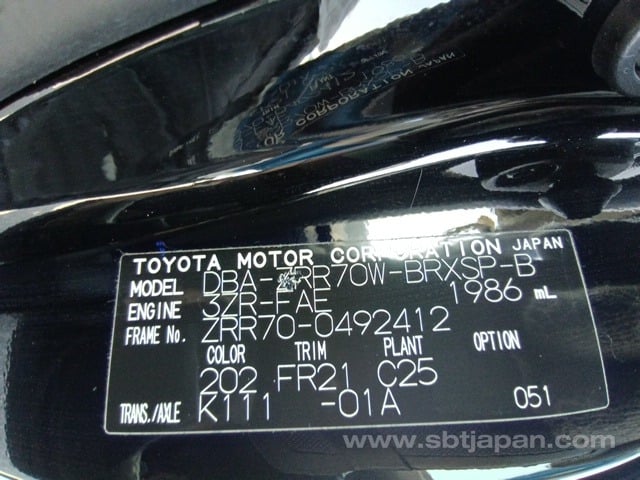 TOYOTA MOTOR CORPORATION JAPAN
MODEL DBA-ZRR70W-BRXSP-B
ENGINE 3ZR-FAE 1986 mL
FRAME No. ZRR70-0492412
COLOR TRIM PLANT OPTION
202 FR21 C25
TRANS./AXLE K111 -01A 051
www.sbtjapan.com